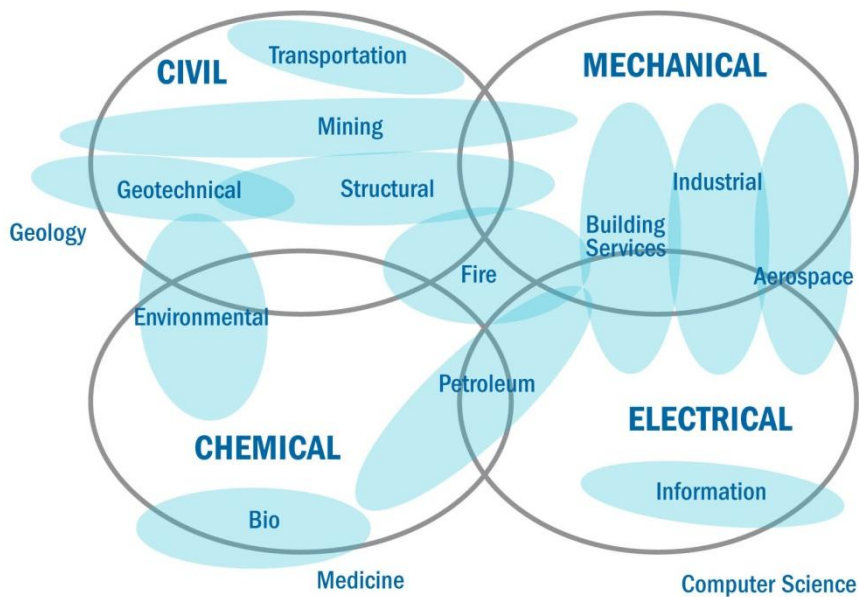 Transportation
CIVIL
MECHANICAL
Mining
Industrial
Geotechnical
Structural
Building
Services
Geology
Fire
Aerospace
Environmental
Petroleum
ELECTRICAL
CHEMICAL
Information
Bio
Medicine
Computer Science